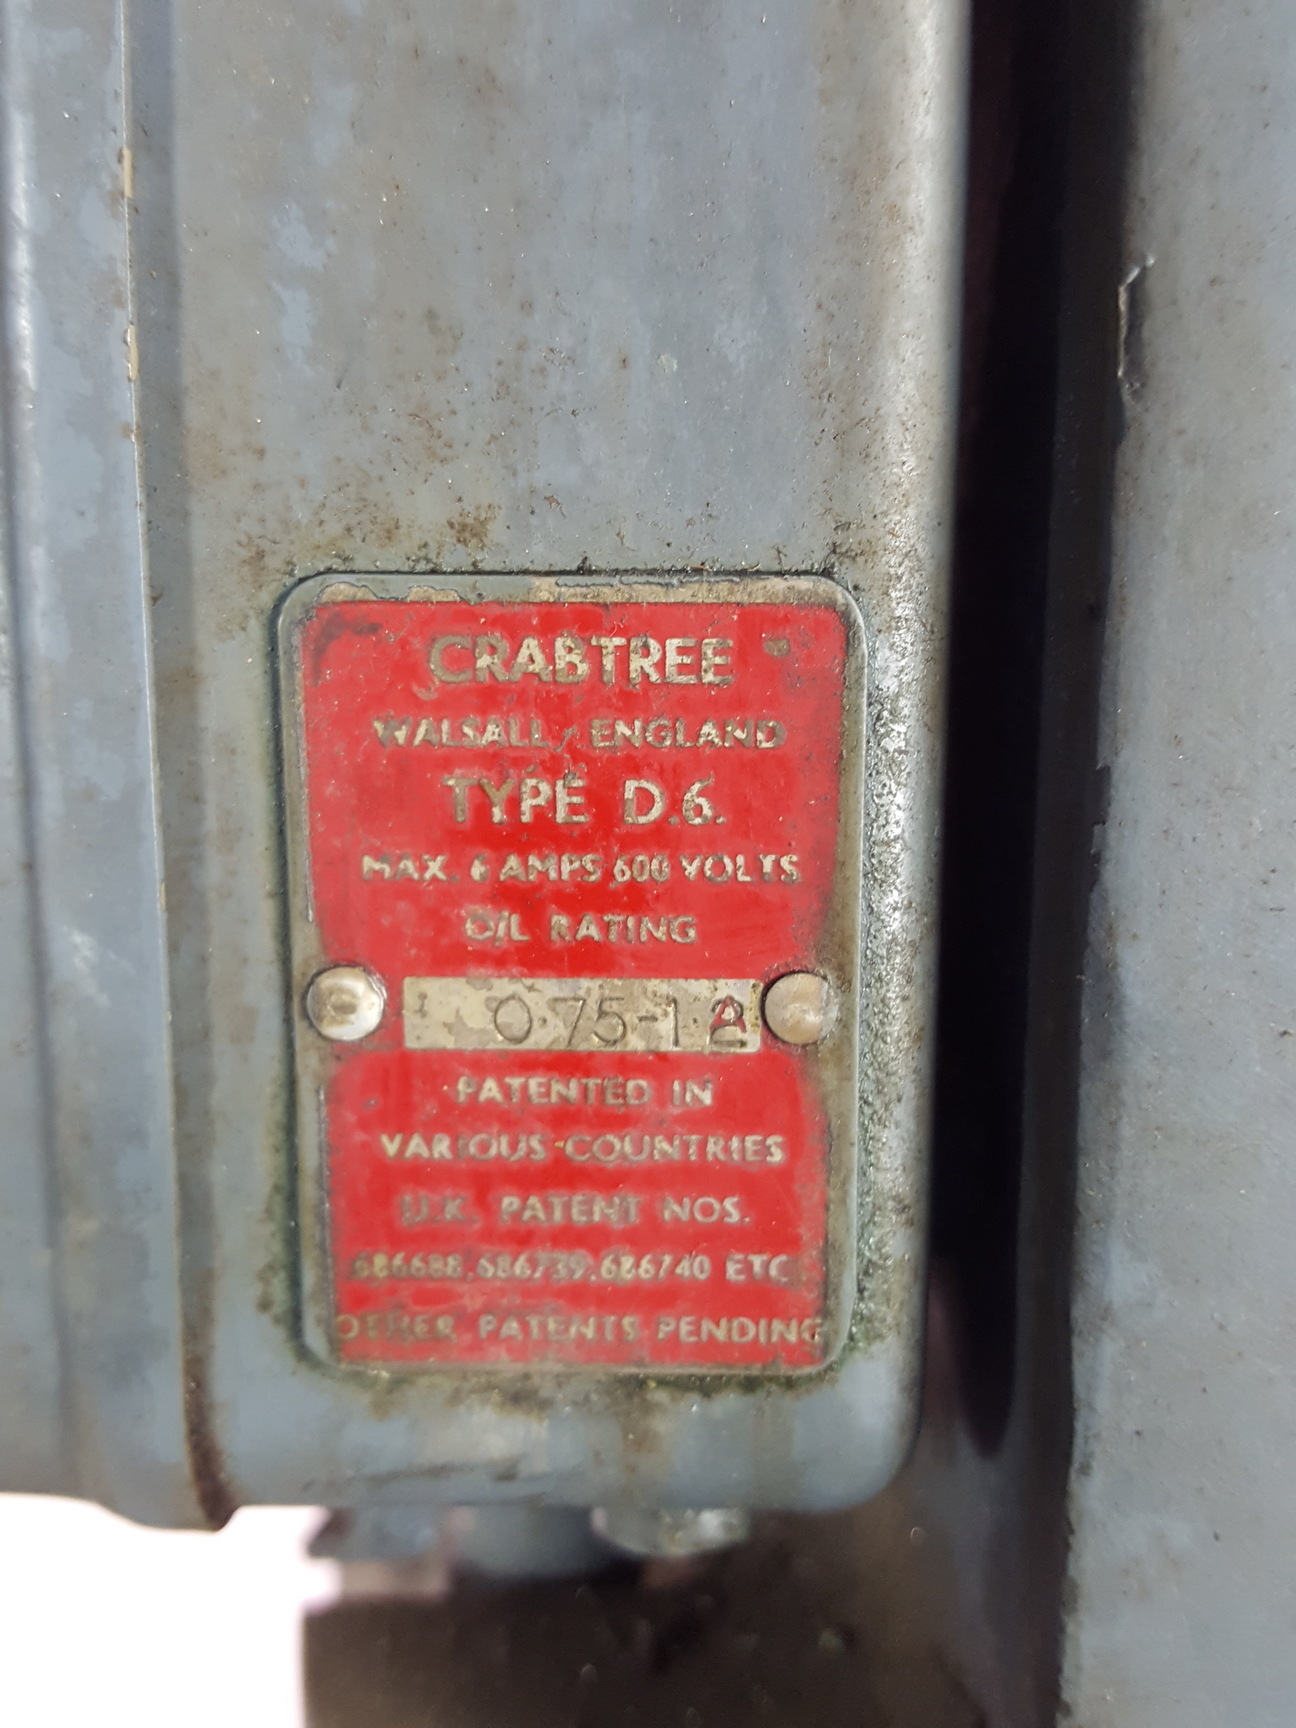 CRABTREE
WALSALL, ENGLAND
TYPE D.6.
MAX. 6 AMPS 600 VOLTS
O/L RATING
0.75-1.2 A
PATENTED IN
VARIOUS COUNTRIES
U.K. PATENT NOS.
686688, 686739, 686740 ETC
OTHER PATENTS PENDING